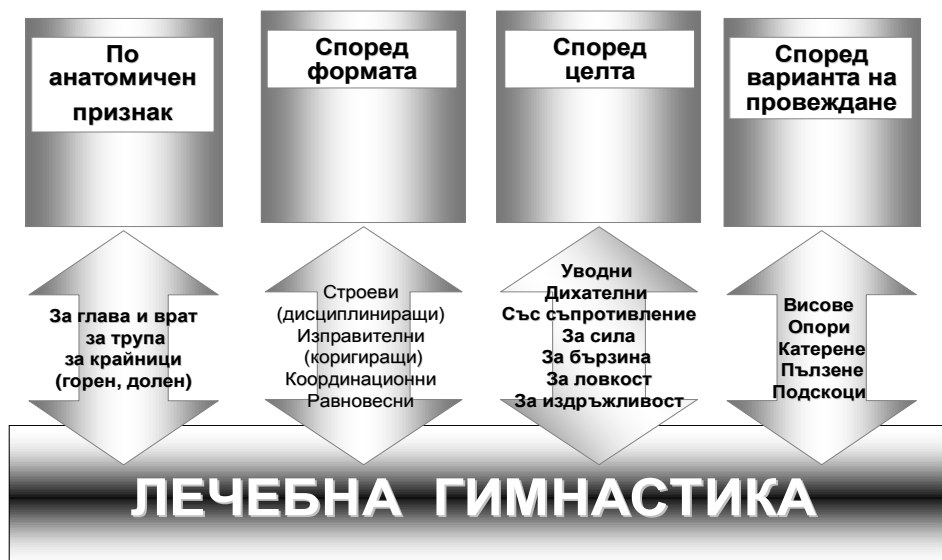 По
анатомичен
признак
Според
формата
Според
целта
Според
варианта на
провеждане
За глава и врат
за трупа
за крайници
(горен, долен)
Строеви
(дисциплиниращи)
Изправителни
(коригиращи)
Координационни
Равновесни
Уводни
Дихателни
Със съпротивление
За сила
За бързина
За ловкост
За издръжливост
Висове
Опори
Катерене
Пълзене
Подскоци
ЛЕЧЕБНА ГИМНАСТИКА